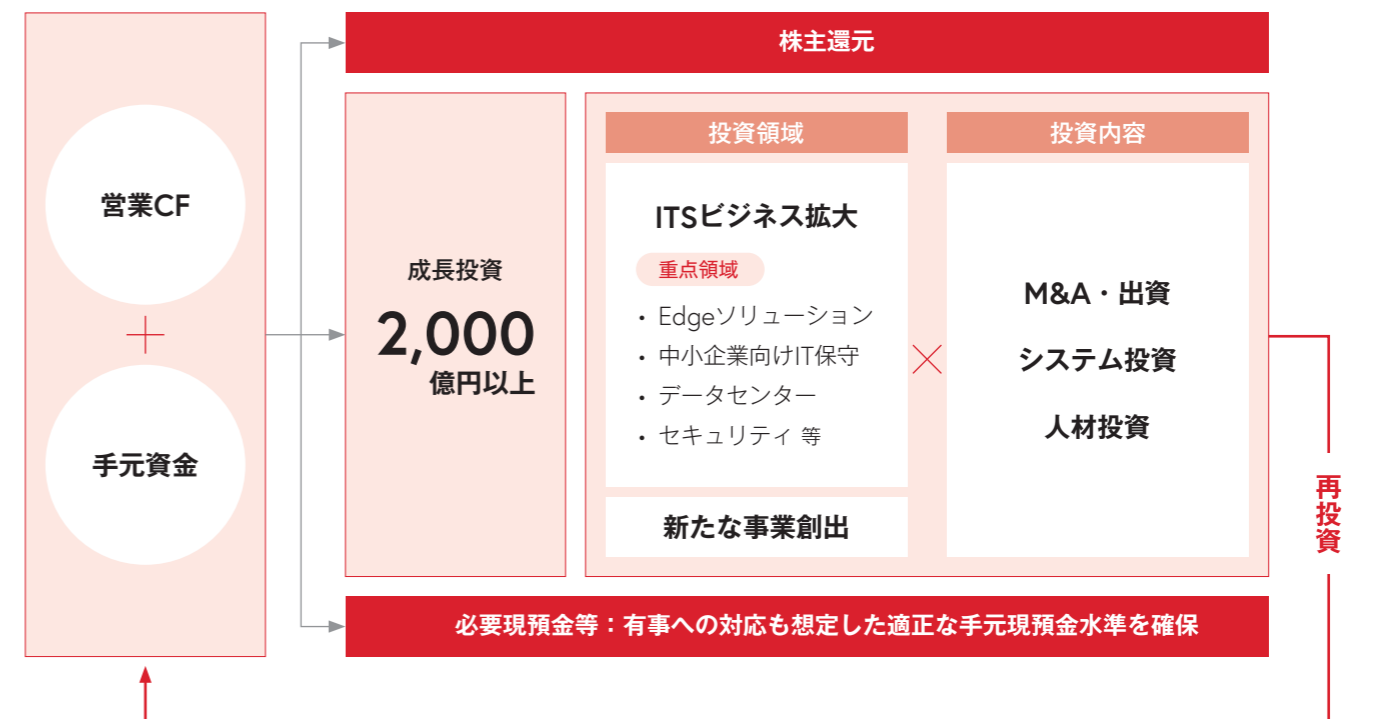 営業CF
+
手元資金
株主還元
成長投資
2,000
億円以上
投資領域
ITSビジネス拡大
重点領域
・Edgeソリューション
・中小企業向けIT保守
・データセンター
・セキュリティ 等
新たな事業創出
×
投資内容
M&A・出資
システム投資
人材投資
必要現預金等：有事への対応も想定した適正な手元現預金水準を確保
再投資